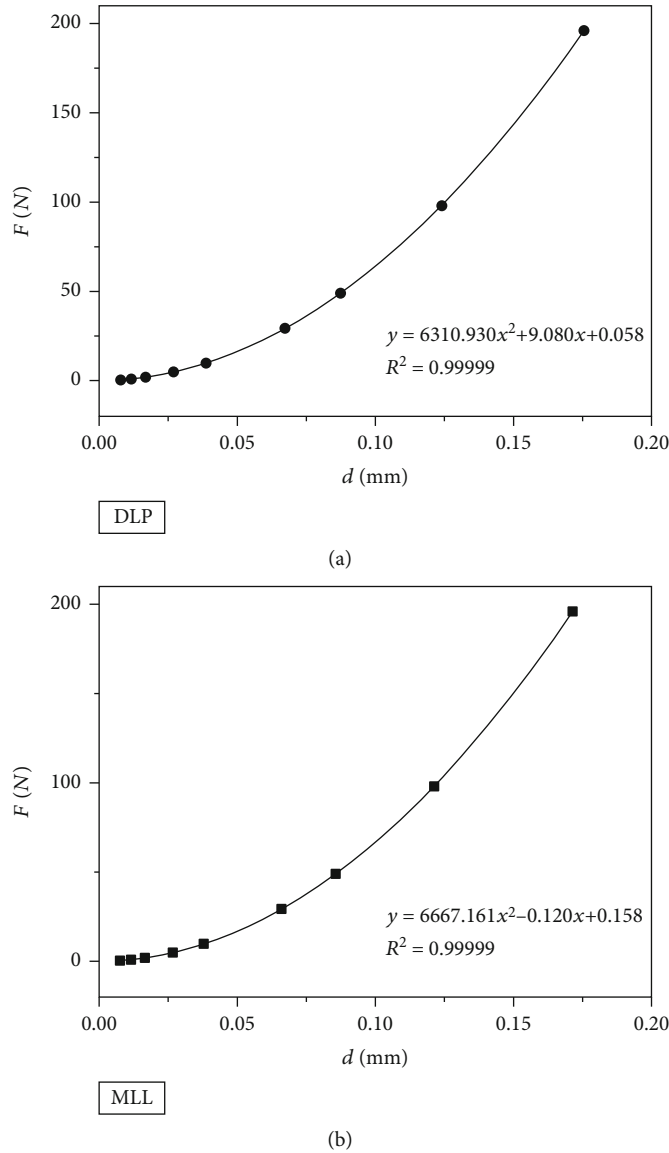 200
150
100
50
0
F (N)
y = 6310.930x²+9.080x+0.058
R² = 0.99999
0.00 0.05 0.10 0.15 0.20
d (mm)
DLP
(a)
200
100
0
F (N)
y = 6667.161x²–0.120x+0.158
R² = 0.99999
0.00 0.05 0.10 0.15 0.20
d (mm)
MLL
(b)